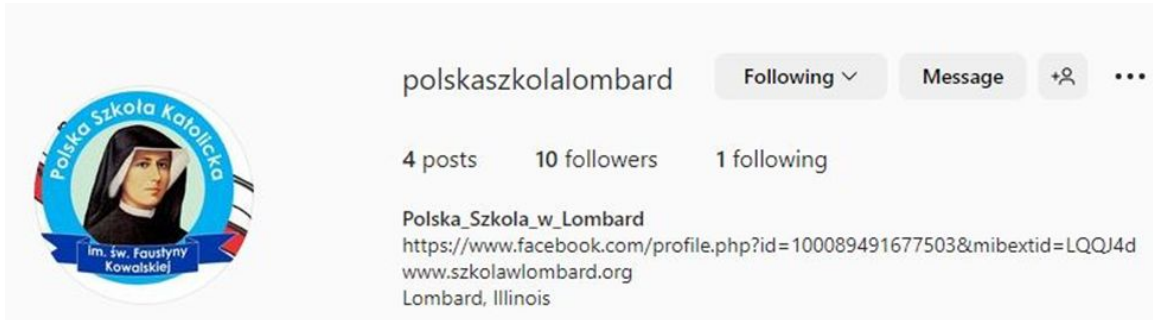 polskaszkolalombard Following Message
4 posts 10 followers 1 following
Polska Szkoła Katolicka
im. św. Faustyny
Kowalskiej
Polska_Szkola_w_Lombard
https://www.facebook.com/profile.php?id=100089491677503&mibextid=LQQJ4d
www.szkolawlombard.org
Lombard, Illinois